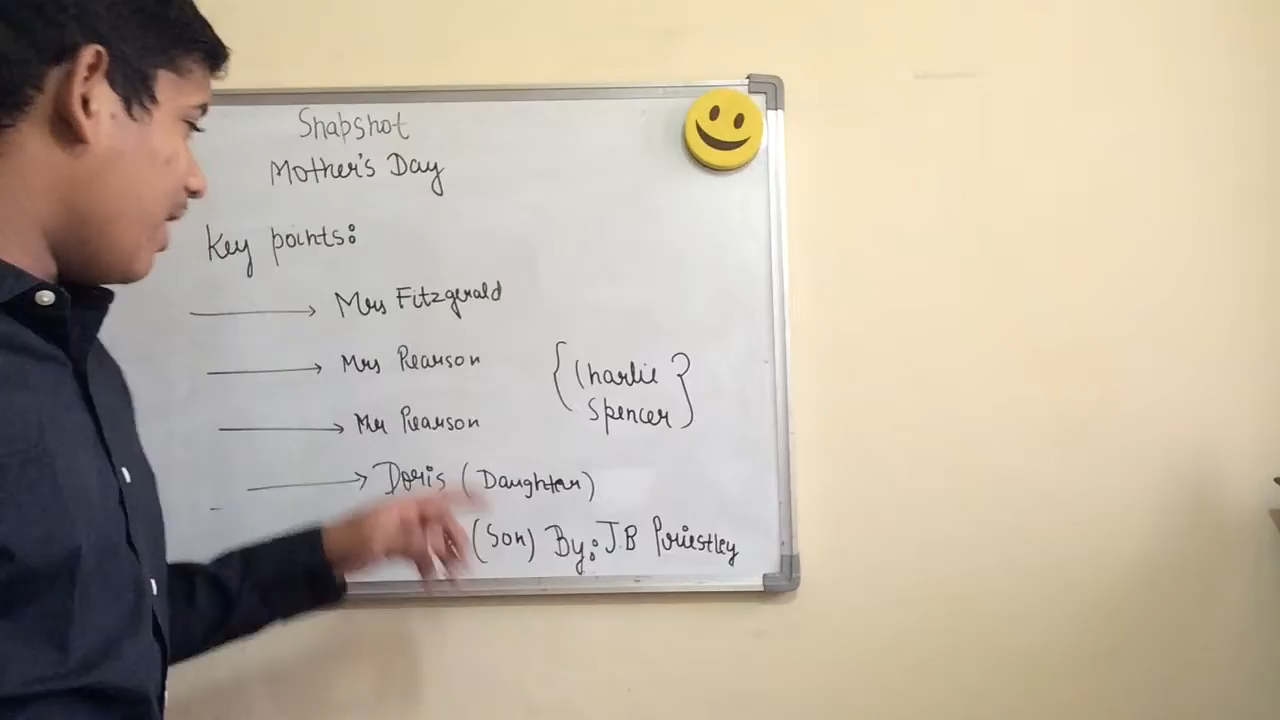 Snapshot
Mother's Day
Key points:
Mrs Fitzgerald
Mrs Pearson
Mr Pearson
{ Charlie
Spencer }
Doris (Daughter)
(Son) By: J.B Priestley